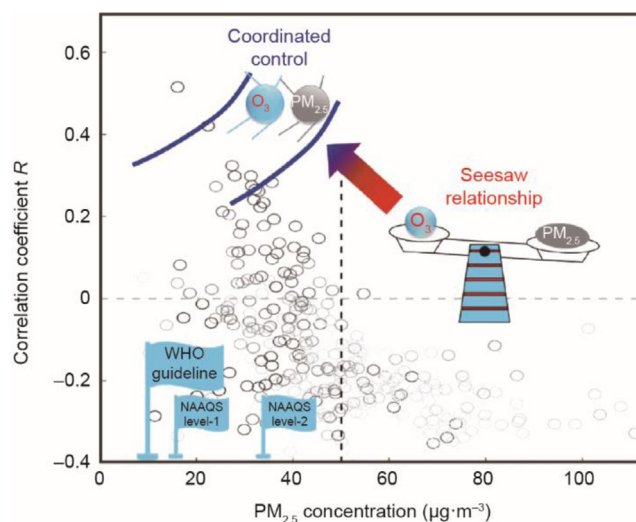 0.6
Coordinated
control
O3
PM2.5
0.4
Correlation coefficient R
Seesaw
relationship
0.2
O3
PM2.5
0
WHO
guideline
–0.2
NAAQS
level-1
NAAQS
level-2
–0.4
0 20 40 60 80 100
PM2.5 concentration (μg·m–3)